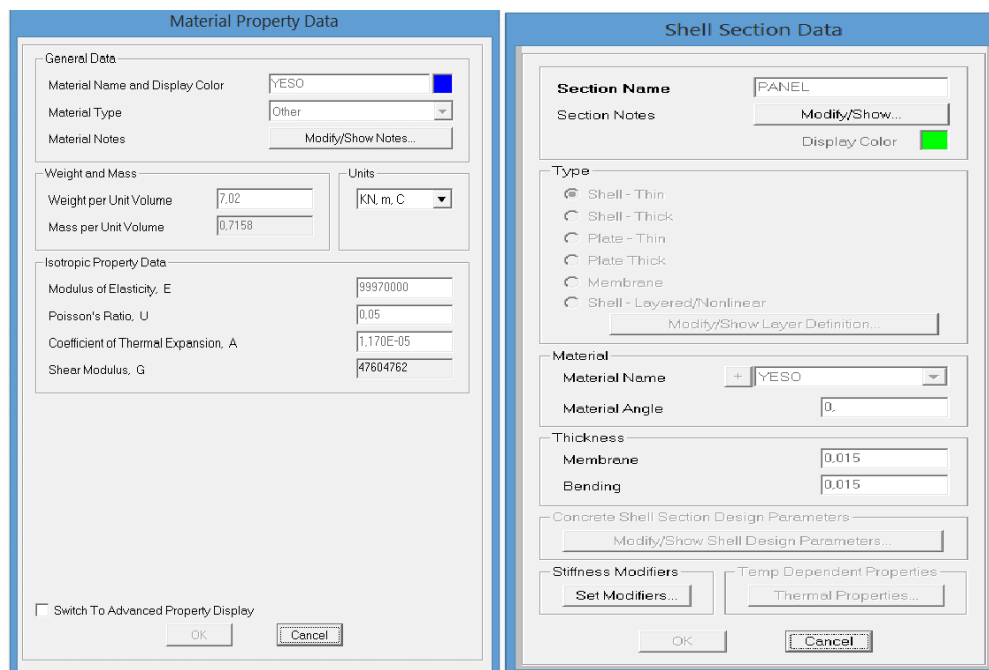 Material Property Data
General Data
Material Name and Display Color YESO
Material Type Other
Material Notes Modify/Show Notes...
Weight and Mass
Weight per Unit Volume 7,02
Mass per Unit Volume 0,7158
Units
KN, m, C
Isotropic Property Data
Modulus of Elasticity, E 99970000
Poisson's Ratio, U 0,05
Coefficient of Thermal Expansion, A 1,170E-05
Shear Modulus, G 47604762
Switch To Advanced Property Display
OK Cancel
Shell Section Data
Section Name PANEL
Section Notes Modify/Show...
Display Color
Type
Shell - Thin
Shell - Thick
Plate - Thin
Plate Thick
Membrane
Shell - Layered/Nonlinear
Modify/Show Layer Definition...
Material
Material Name + YESO
Material Angle 0,
Thickness
Membrane 0,015
Bending 0,015
Concrete Shell Section Design Parameters
Modify/Show Shell Design Parameters...
Stiffness Modifiers
Set Modifiers...
Temp Dependent Properties
Thermal Properties...
OK Cancel